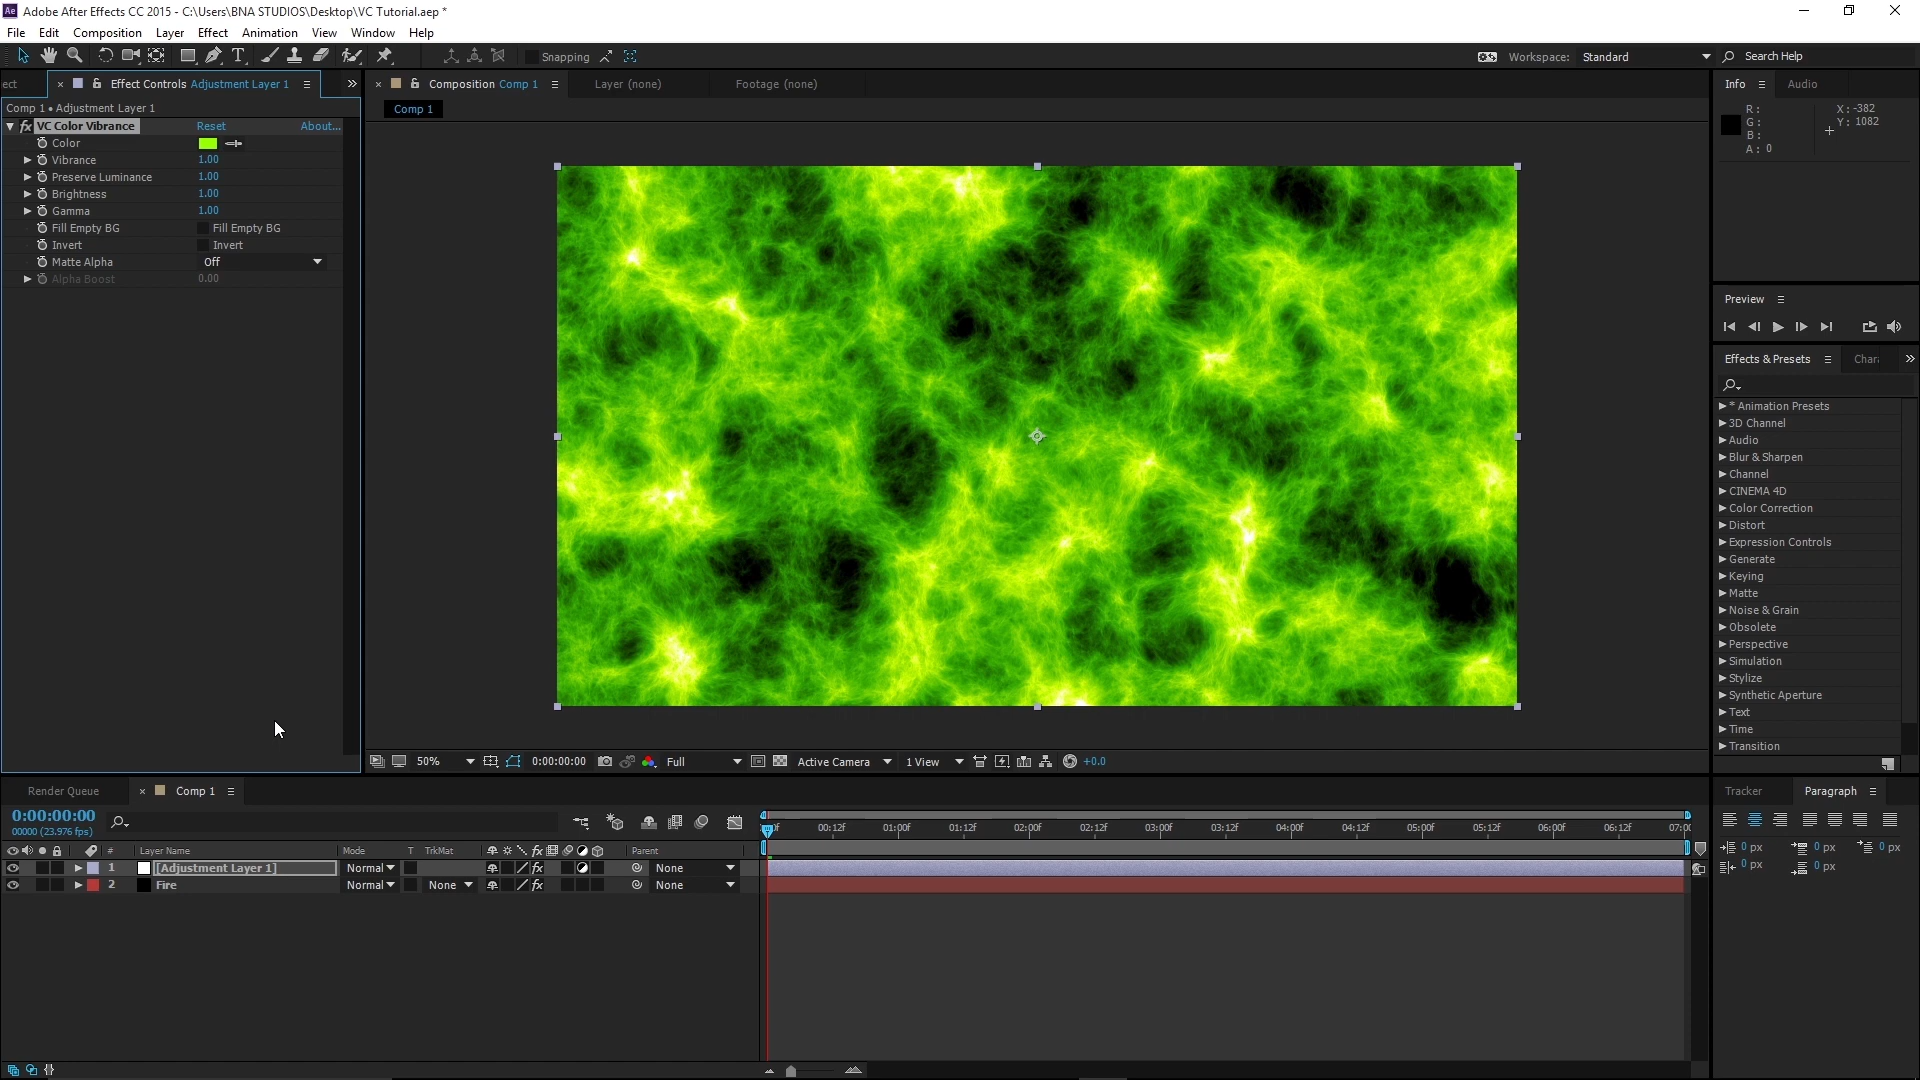 Adobe After Effects CC 2015 - C:\Users\BNA STUDIOS\Desktop\VC Tutorial.aep *
File Edit Composition Layer Effect Animation View Window Help
Snapping Workspace: Standard Search Help
ect Effect Controls Adjustment Layer 1 Composition Comp 1 Layer (none) Footage (none) Info Audio
Comp 1 • Adjustment Layer 1 Comp 1
VC Color Vibrance Reset About...
Color
Vibrance 1.00
Preserve Luminance 1.00
Brightness 1.00
Gamma 1.00
Fill Empty BG Fill Empty BG
Invert Invert
Matte Alpha Off
Alpha Boost 0.00
R: X: -382
G: Y: 1082
B:
A: 0
Preview
Effects & Presets Chara
* Animation Presets
3D Channel
Audio
Blur & Sharpen
Channel
CINEMA 4D
Color Correction
Distort
Expression Controls
Generate
Keying
Matte
Noise & Grain
Obsolete
Perspective
Simulation
Stylize
Synthetic Aperture
Text
Time
Transition
50% 0:00:00:00 Full Active Camera 1 View +0.0
Render Queue Comp 1 Tracker Paragraph
0:00:00:00
00000 (23.976 fps)
00:12f 01:00f 01:12f 02:00f 02:12f 03:00f 03:12f 04:00f 04:12f 05:00f 05:12f 06:00f 06:12f 07:00
# Layer Name Mode T TrkMat Parent
1 [Adjustment Layer 1] Normal None
2 Fire Normal None None
0 px 0 px 0 px
0 px 0 px